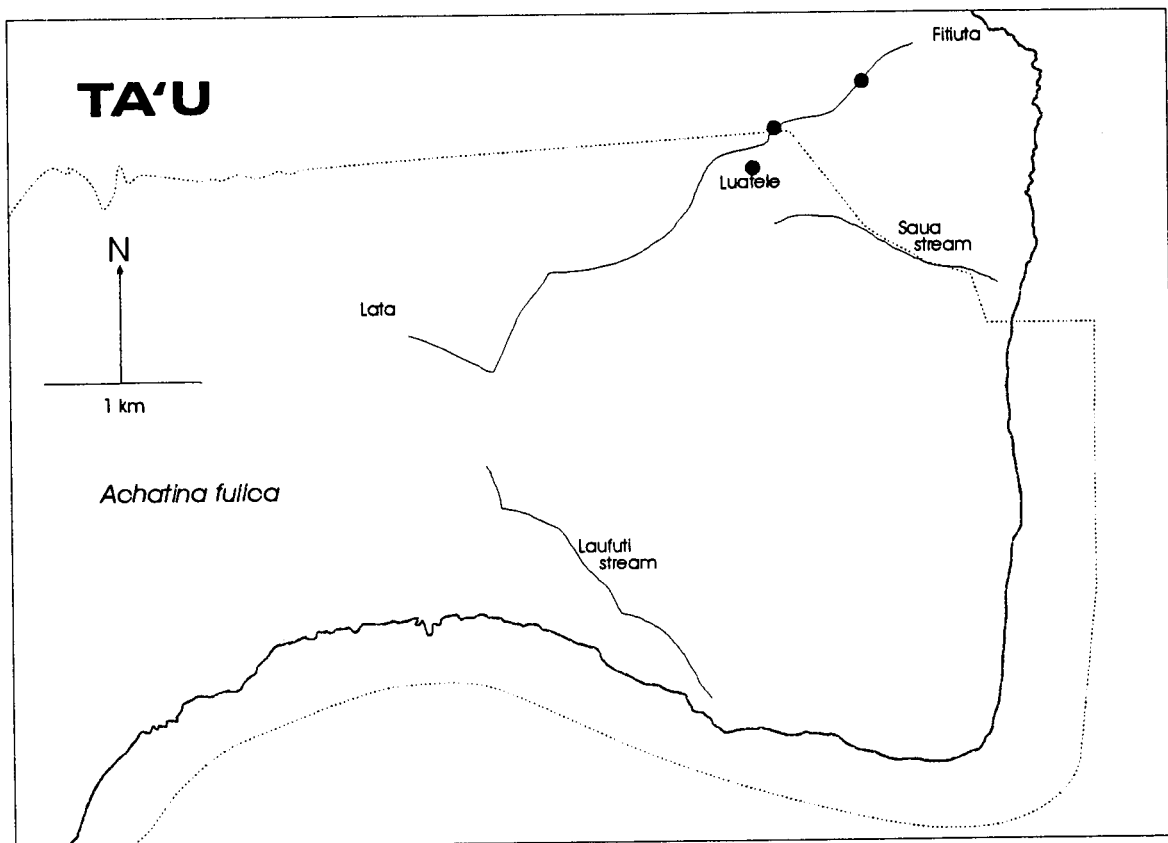 TA'U
Fitiuta
Luatele
Saua
stream
N
Lata
1 km
Achatina fulica
Laufuti
stream